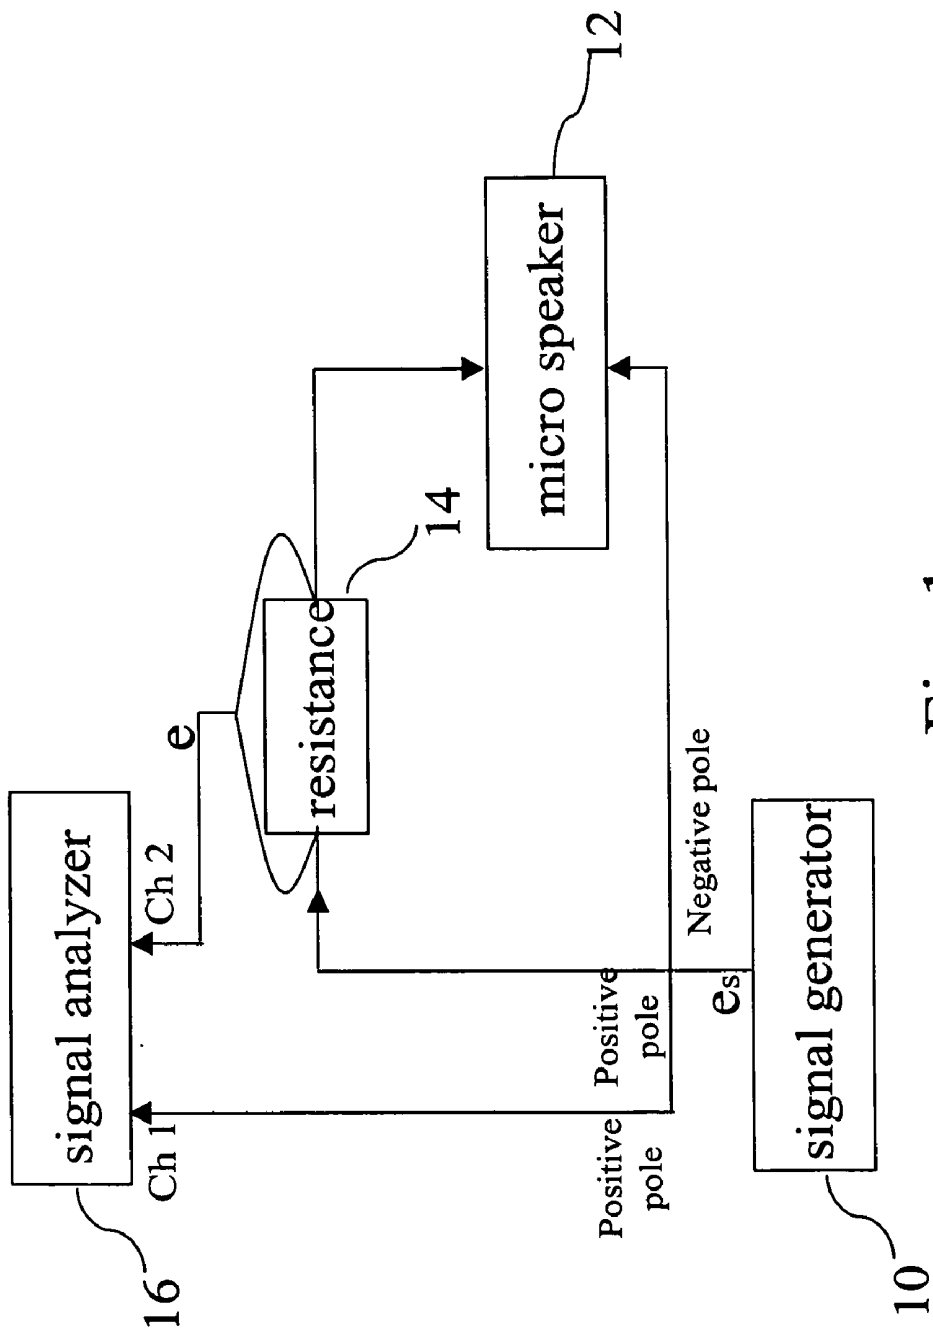 signal analyzer
16
Ch 1
Ch 2
e
resistance
14
micro speaker
12
Positive
pole
Positive
pole
Negative pole
es
signal generator
10